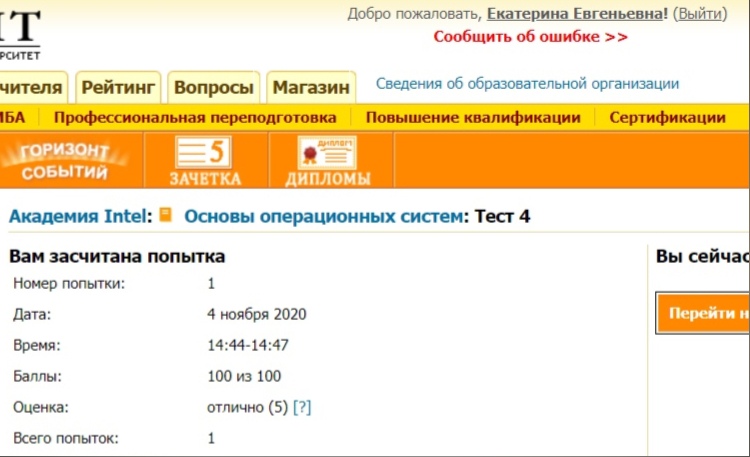 Добро пожаловать, Екатерина Евгеньевна! (Выйти)
Сообщить об ошибке >>
ИТ
РСИТЕТ
чителя Рейтинг Вопросы Магазин Сведения об образовательной организации
МБА Профессиональная переподготовка Повышение квалификации Сертификации
ГОРИЗОНТ
СОБЫТИЙ
5
ЗАЧЕТКА
ДИПЛОМ
ДИПЛОМЫ
Академия Intel: Основы операционных систем: Тест 4
Вам засчитана попытка
Номер попытки: 1
Дата: 4 ноября 2020
Время: 14:44-14:47
Баллы: 100 из 100
Оценка: отлично (5) [?]
Всего попыток: 1
Вы сейчас
Перейти н